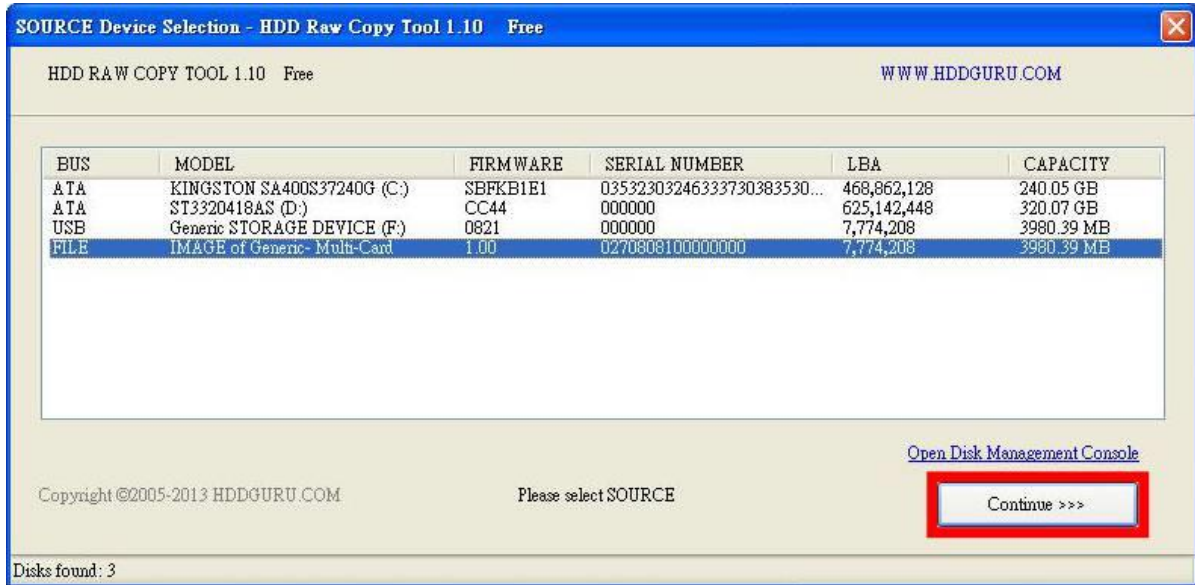 SOURCE Device Selection - HDD Raw Copy Tool 1.10 Free
HDD RAW COPY TOOL 1.10 Free WWW.HDDGURU.COM
BUS MODEL FIRMWARE SERIAL NUMBER LBA CAPACITY
ATA KINGSTON SA400S37240G (C:) SBFKB1E1 03532303246333730383530... 468,862,128 240.05 GB
ATA ST3320418AS (D:) CC44 000000 625,142,448 320.07 GB
USB Generic STORAGE DEVICE (F:) 0821 000000 7,774,208 3980.39 MB
FILE IMAGE of Generic- Multi-Card 1.00 0270808100000000 7,774,208 3980.39 MB
Open Disk Management Console
Copyright ©2005-2013 HDDGURU.COM Please select SOURCE Continue >>>
Disks found: 3